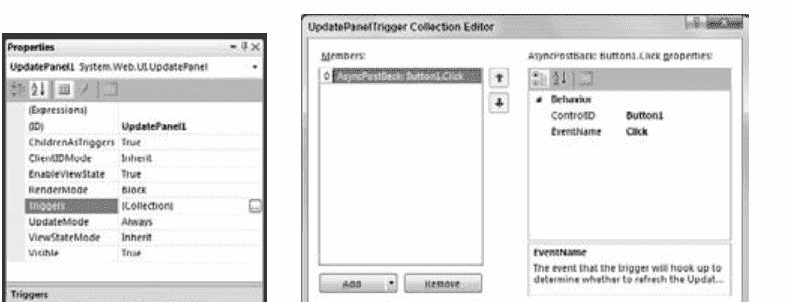 Properties
UpdatePanel1 System.Web.UI.UpdatePanel
(Expressions)
(ID) UpdatePanel1
ChildrenAsTriggers True
ClientIDMode Inherit
EnableViewState True
RenderMode Block
Triggers (Collection)
UpdateMode Always
ViewStateMode Inherit
Visible True
Triggers
UpdatePanelTrigger Collection Editor
Members:
0 AsyncPostBack: Button1.Click
Add
Remove
AsyncPostBack: Button1.Click properties:
Behavior
ControlID Button1
EventName Click
EventName
The event that the trigger will hook up to
determine whether to refresh the Updat...